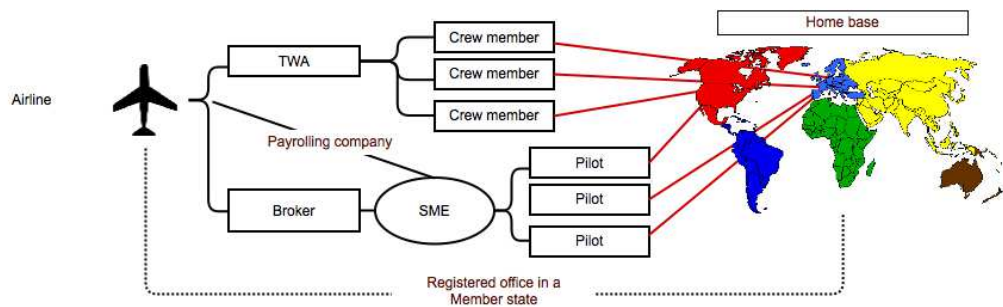 Home base
Crew member
TWA
Crew member
Airline
Crew member
Payrolling company
Pilot
Pilot
Broker
SME
Pilot
Registered office in a
Member state